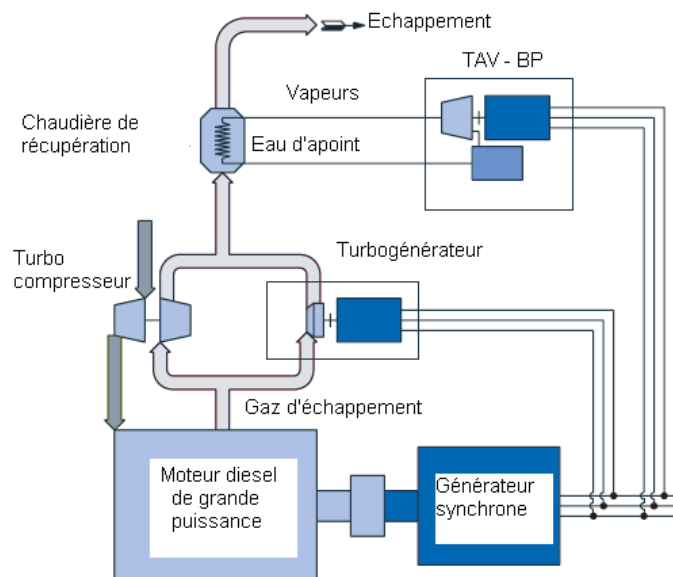 Echappement
TAV - BP
Vapeurs
Chaudière de
récupération
Eau d'apoint
Turbogénérateur
Turbo
compresseur
Gaz d'échappement
Moteur diesel
de grande
puissance
Générateur
synchrone